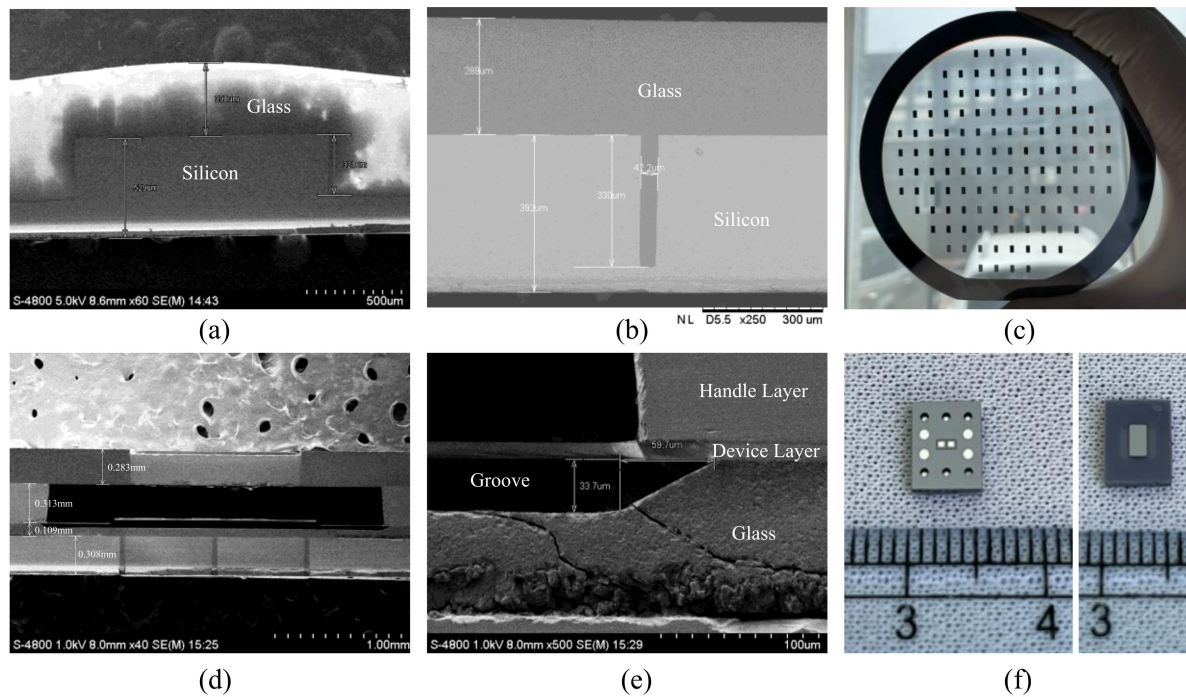 Glass
Silicon
S-4800 5.0kV 8.6mm x60 SE(M) 14:43
500um
(a)
289um
Glass
47.2um
392um
330um
Silicon
NL D5.5 x250 300 um
(b)
(c)
0.283mm
0.313mm
0.109mm
0.308mm
S-4800 1.0kV 8.0mm x40 SE(M) 15:25
1.00mm
(d)
Handle Layer
59.7um
Device Layer
Groove
33.7um
Glass
S-4800 1.0kV 8.0mm x500 SE(M) 15:29
100um
(e)
3 4 3
(f)